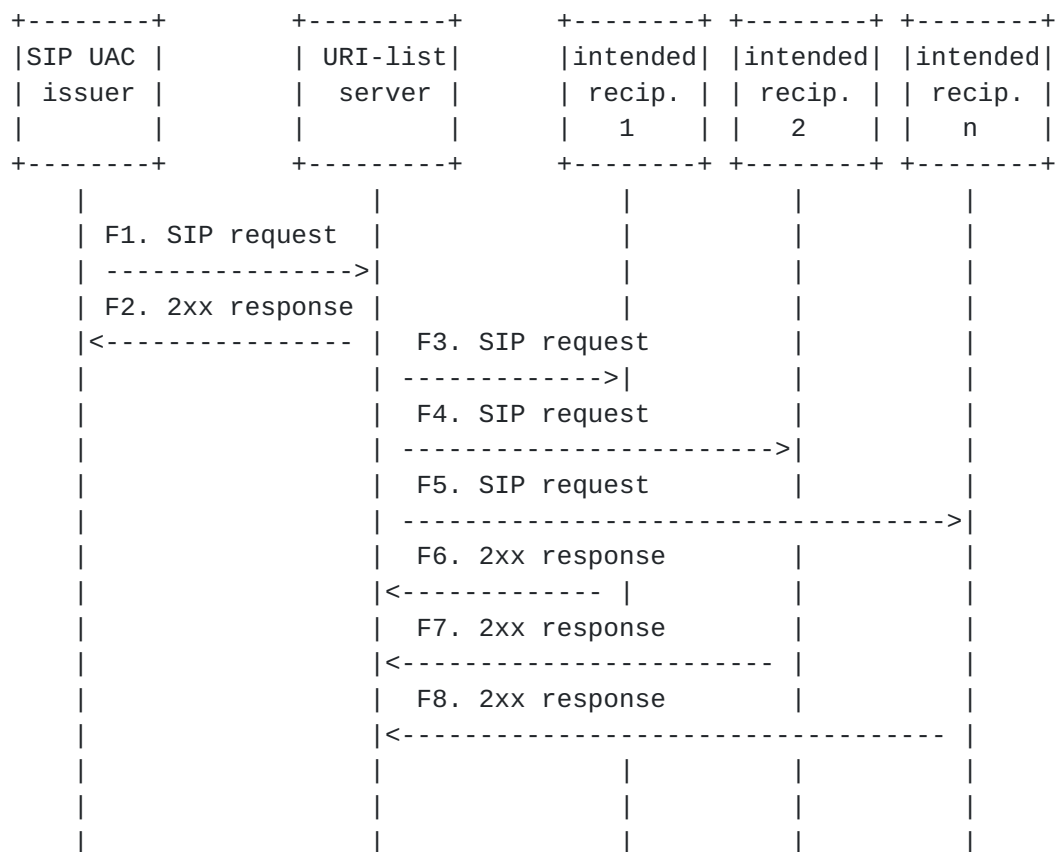 SIP UAC issuer
URI-list server
intended recip. 1
intended recip. 2
intended recip. n
F1. SIP request
F2. 2xx response
F3. SIP request
F4. SIP request
F5. SIP request
F6. 2xx response
F7. 2xx response
F8. 2xx response